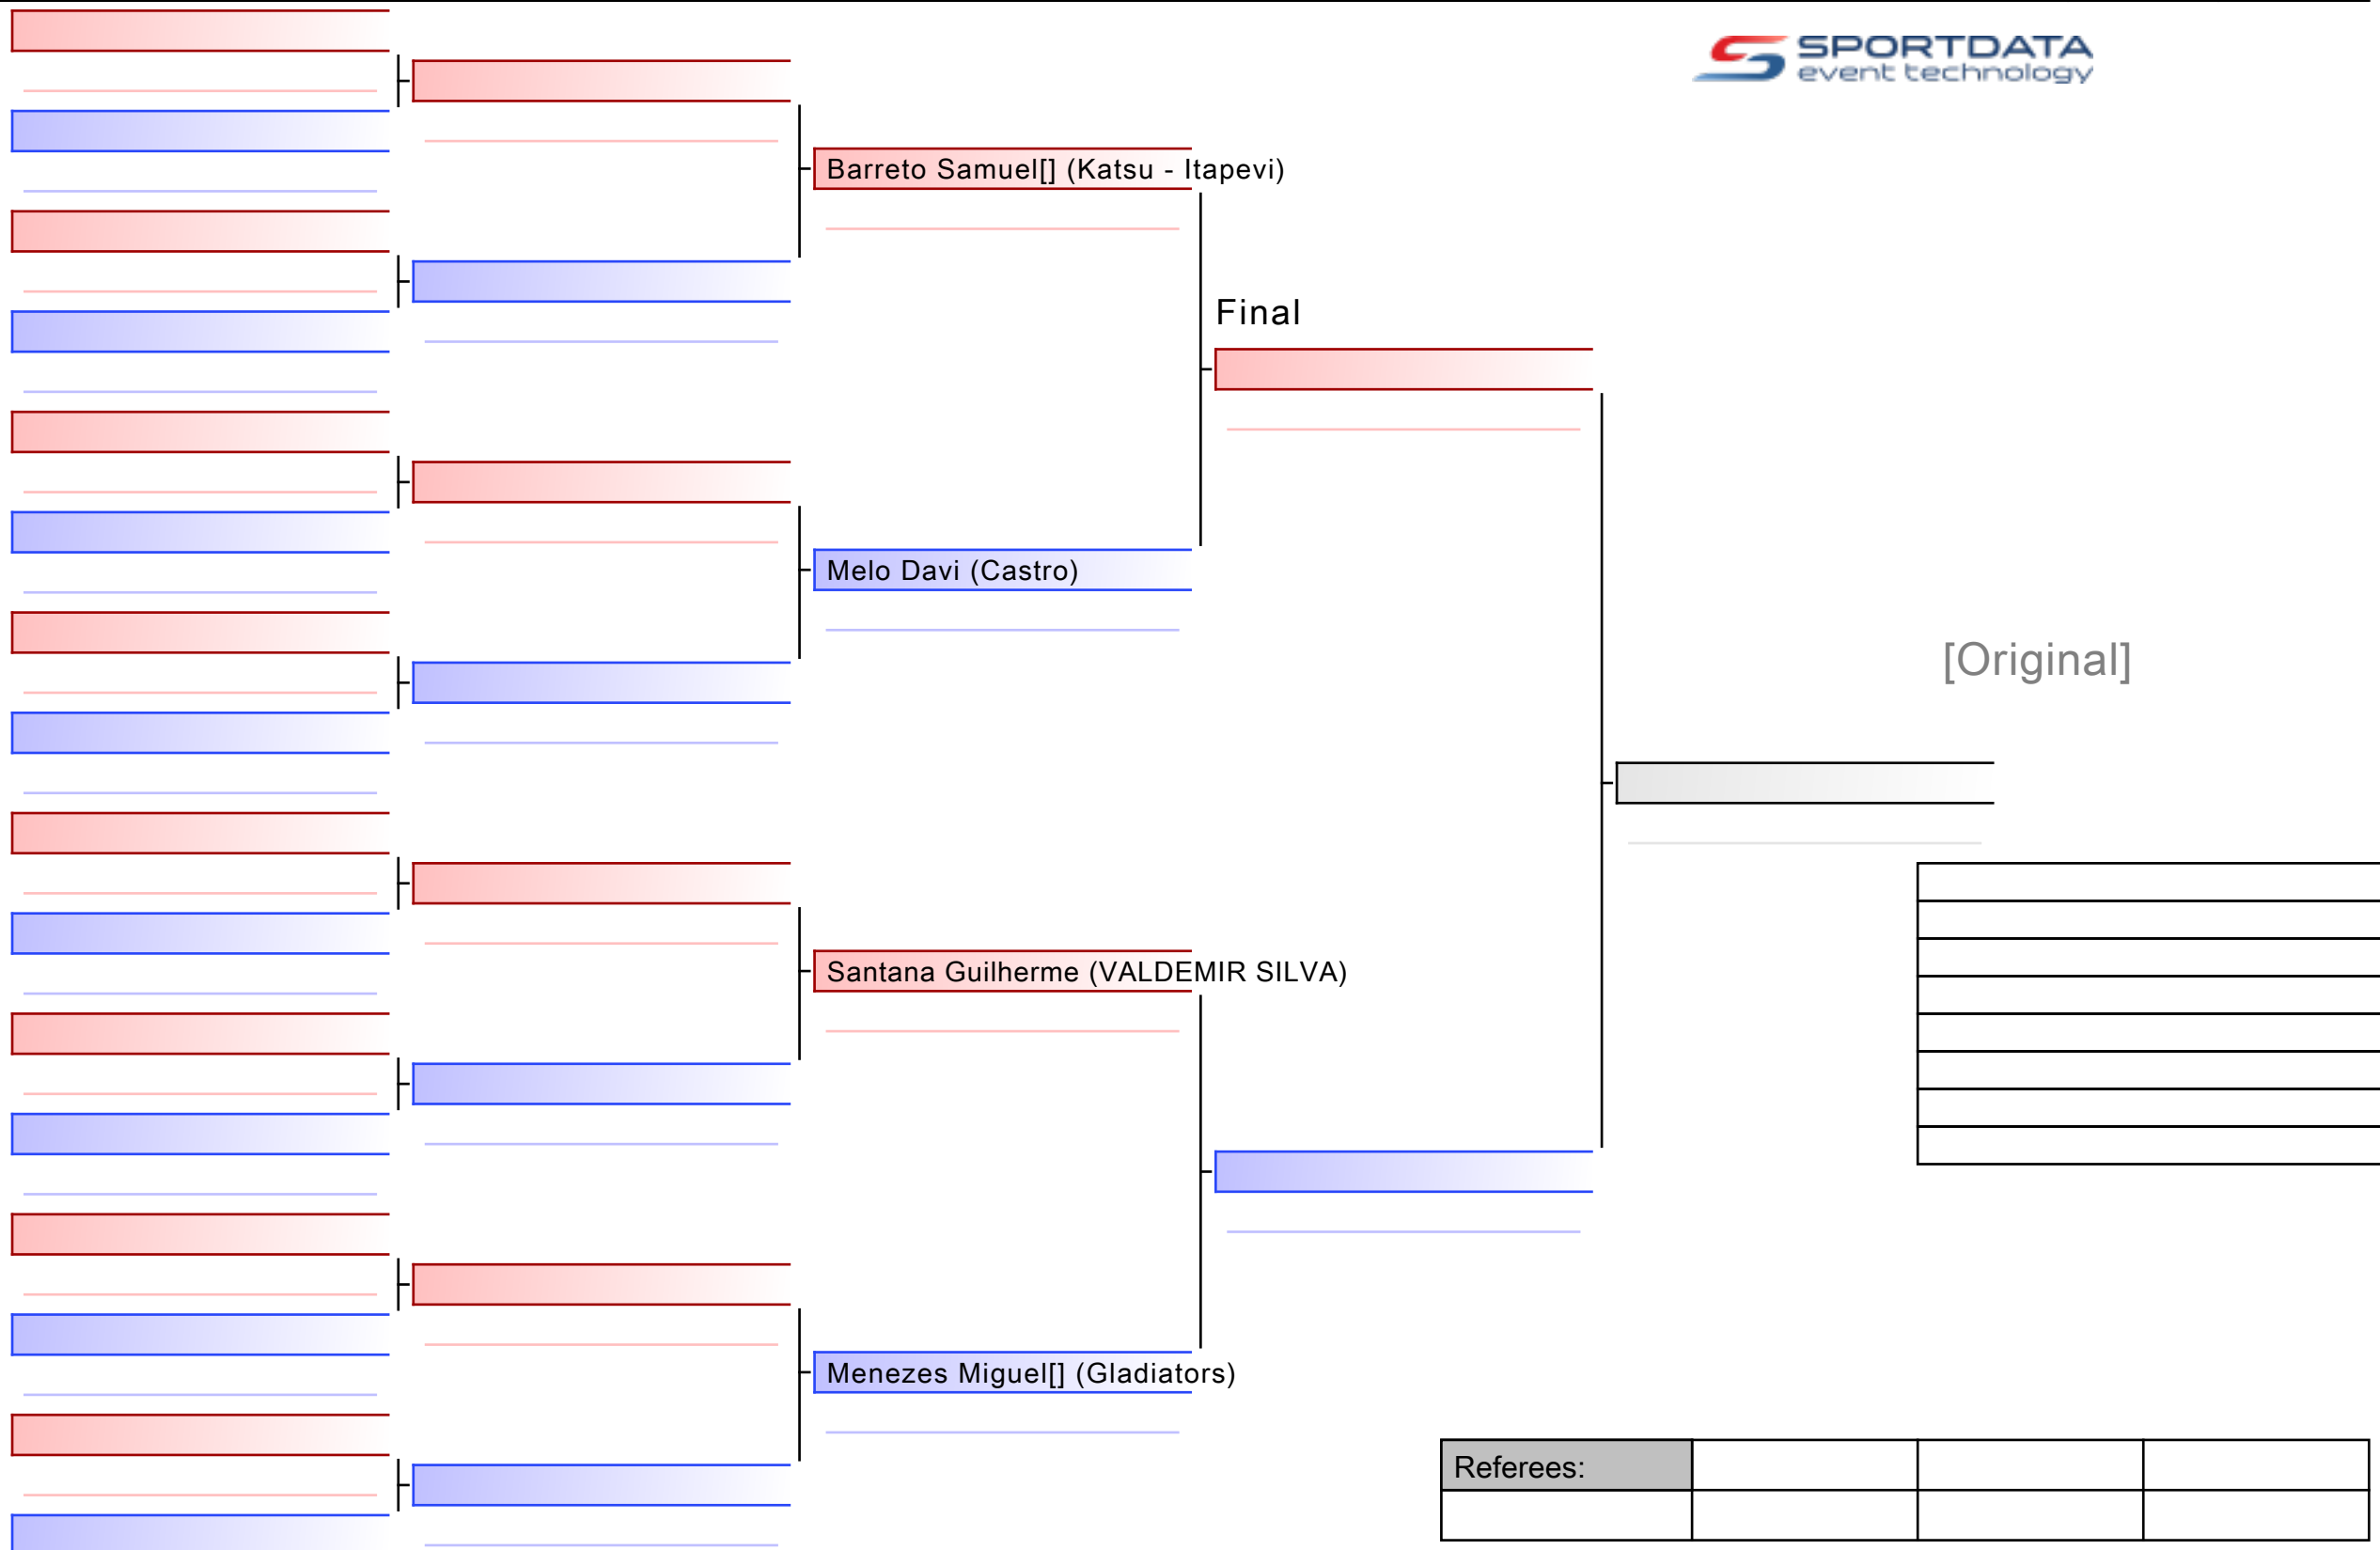 SPORTDATA
event technology
Barreto Samuel[] (Katsu - Itapevi)
Final
Melo Davi (Castro)
[Original]
Santana Guilherme (VALDEMIR SILVA)
Menezes Miguel[] (Gladiators)
Referees: